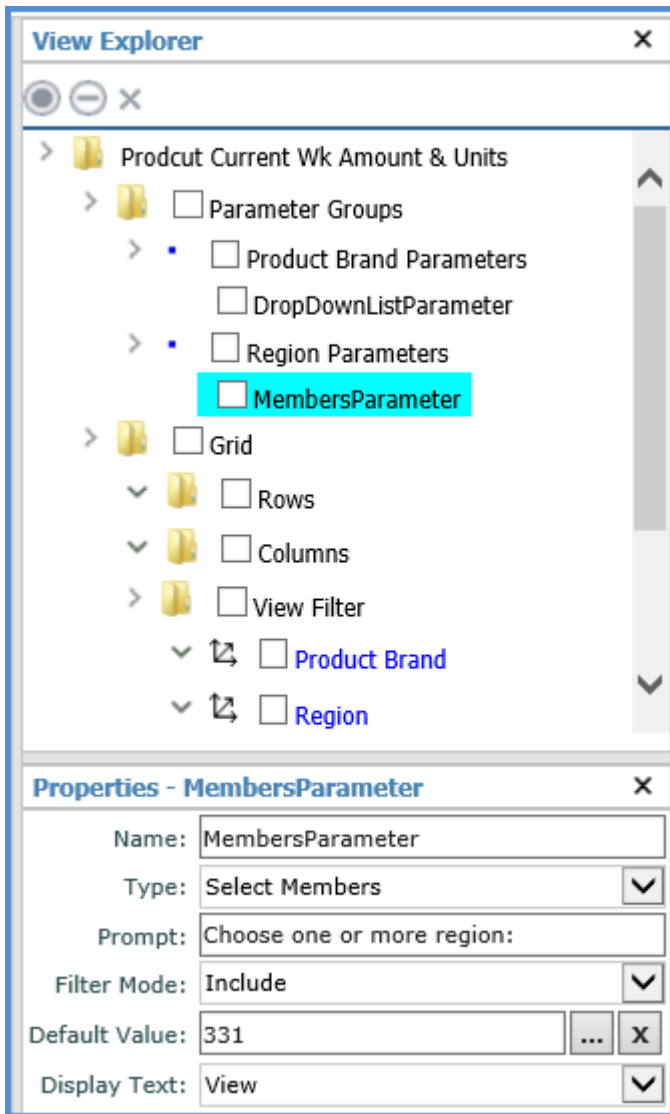 View Explorer
Prodcut Current Wk Amount & Units
Parameter Groups
Product Brand Parameters
DropDownListParameter
Region Parameters
MembersParameter
Grid
Rows
Columns
View Filter
Product Brand
Region
Properties - MembersParameter
Name: MembersParameter
Type: Select Members
Prompt: Choose one or more region:
Filter Mode: Include
Default Value: 331 ... x
Display Text: View